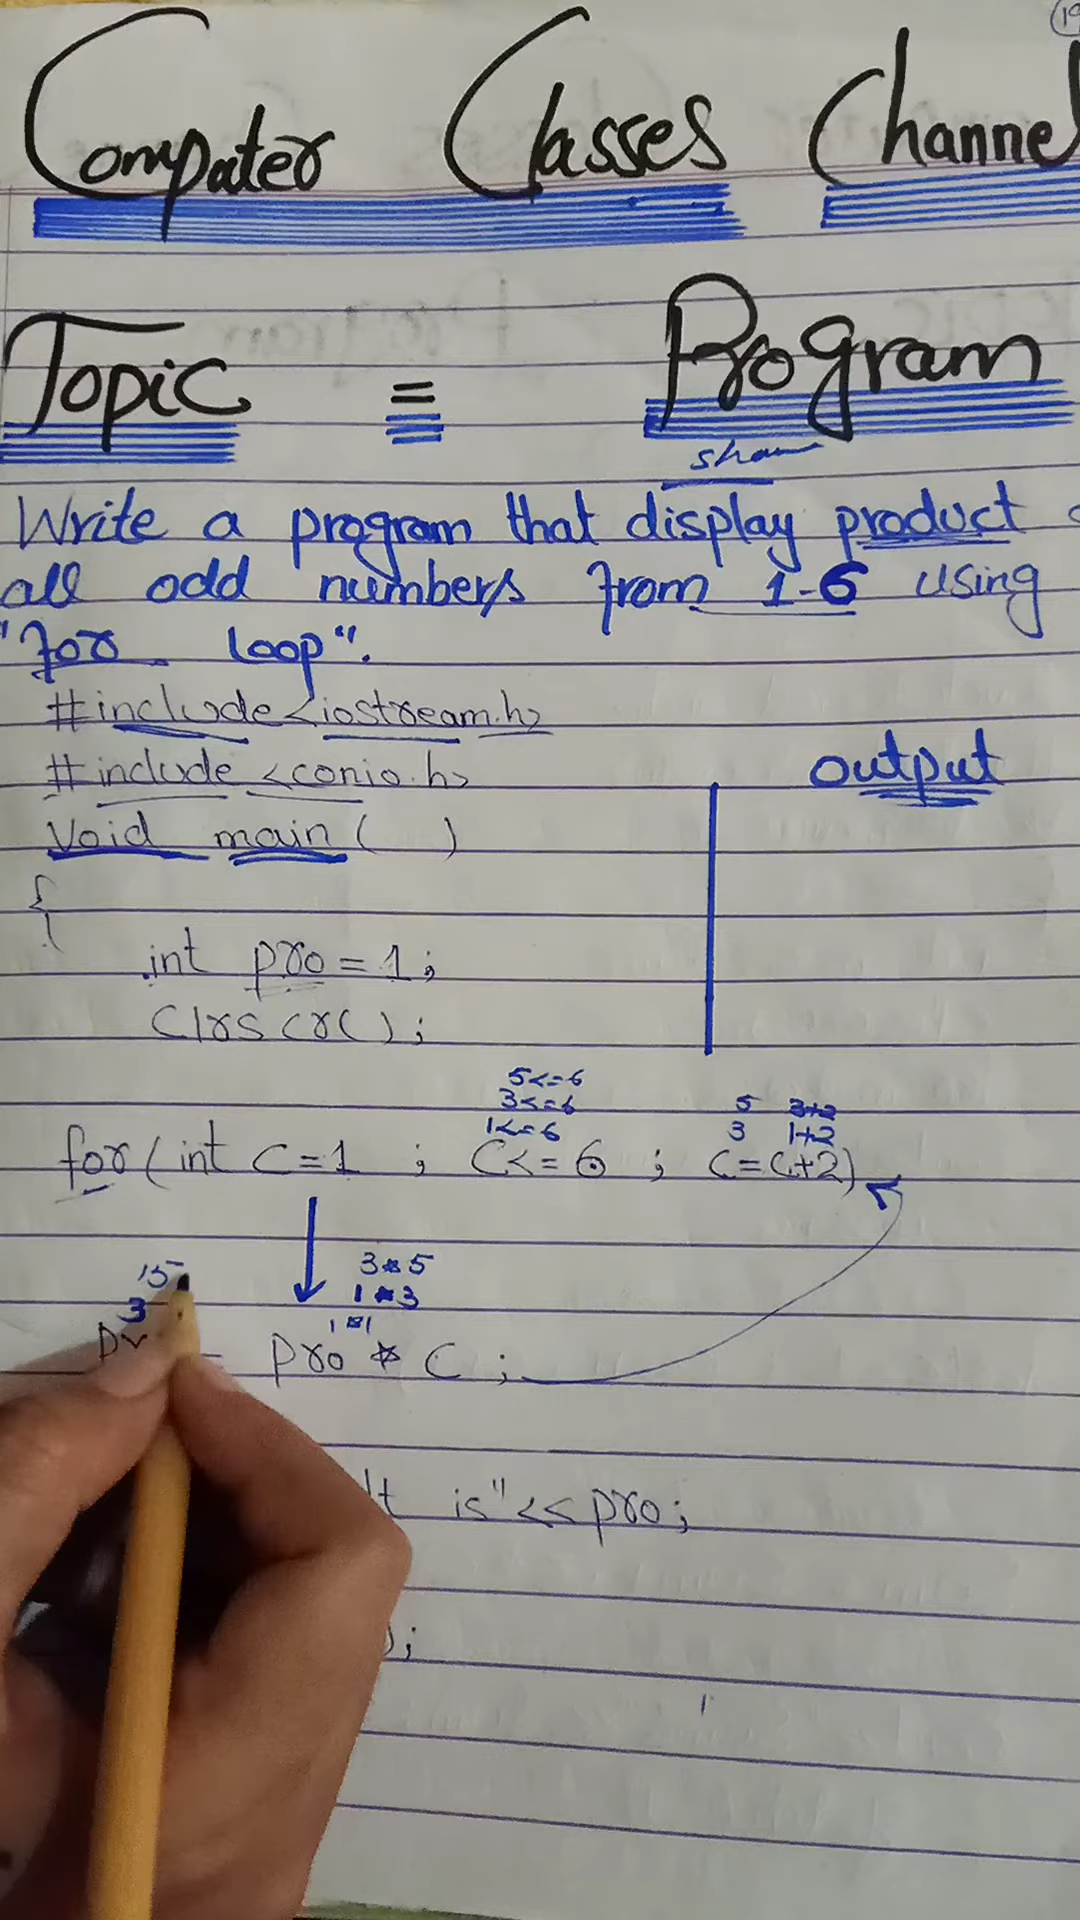 19
Computer Classes Channel
Topic = Program
show
Write a program that display product
all odd numbers from 1-6 using
"for loop".
#include<iostream.h>
#include <conio.h>
output
Void main( )
{
int pro = 1;
Clrscr();
5<=6
3<=6
1<=6
5 3+2
3 1+2
for (int C=1 ; C<=6 ; C=C+2)
15
3
3*5
1*3
1*1
= pro * C ;
lt is"<<pro;
);
}